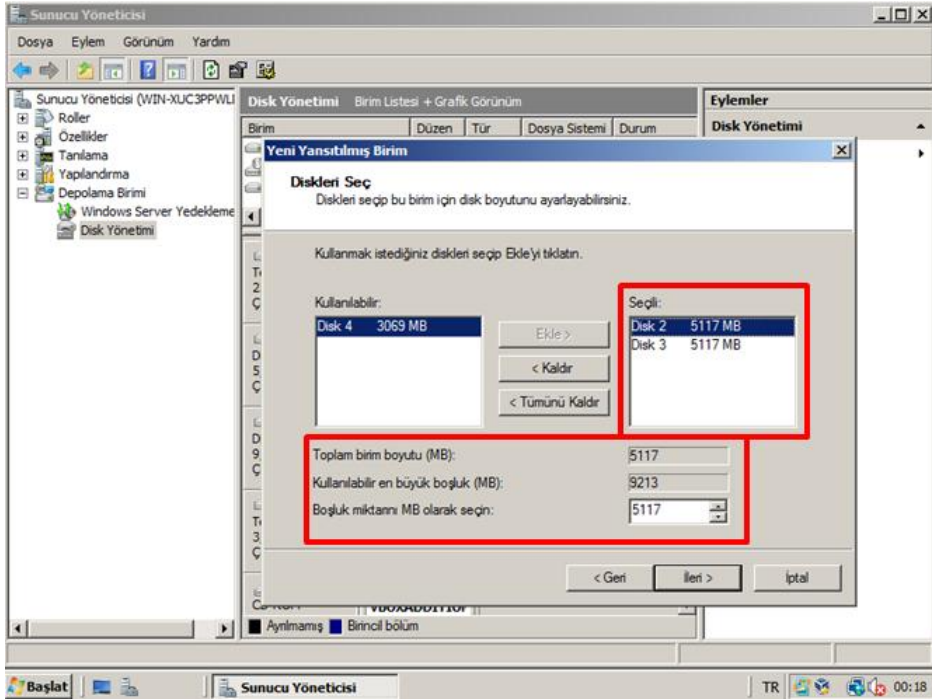 Sunucu Yöneticisi
Dosya Eylem Görünüm Yardım
Sunucu Yöneticisi (WIN-XUC3PPWLI
Roller
Özellikler
Tanılama
Yapılandırma
Depolama Birimi
Windows Server Yedekleme
Disk Yönetimi
Disk Yönetimi Birim Listesi + Grafik Görünüm
Birim Düzen Tür Dosya Sistemi Durum
Eylemler
Disk Yönetimi
Yeni Yansıtılmış Birim
Diskleri Seç
Diskleri seçip bu birim için disk boyutunu ayarlayabilirsiniz.
Kullanmak istediğiniz diskleri seçip Ekle'yi tıklatın.
Kullanılabilir:
Disk 4 3069 MB
Ekle >
< Kaldır
< Tümünü Kaldır
Seçili:
Disk 2 5117 MB
Disk 3 5117 MB
Toplam birim boyutu (MB): 5117
Kullanılabilir en büyük boşluk (MB): 9213
Boşluk miktarını MB olarak seçin: 5117
< Geri İleri > İptal
Ayrılmamış Birincil bölüm
Başlat Sunucu Yöneticisi TR 00:18